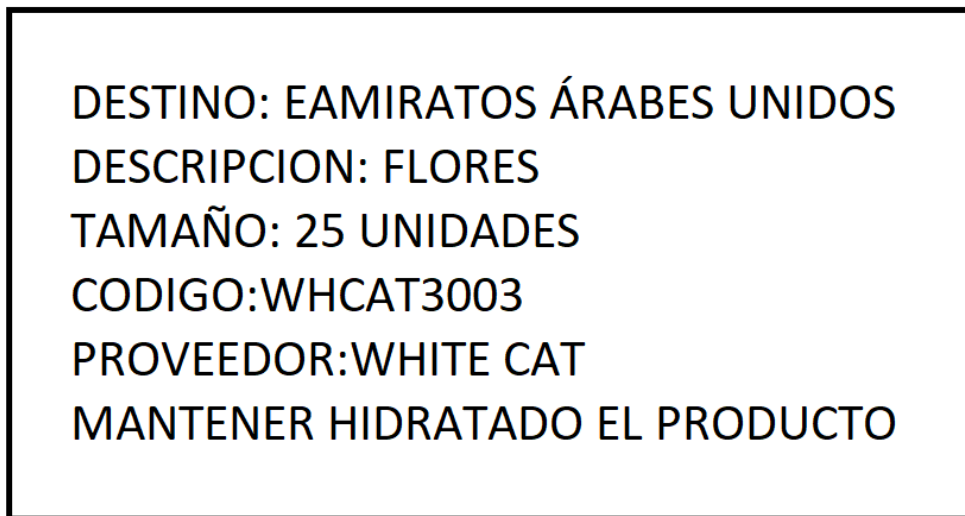 DESTINO: EAMIRATOS ÁRABES UNIDOS
DESCRIPCION: FLORES
TAMAÑO: 25 UNIDADES
CODIGO:WHCAT3003
PROVEEDOR:WHITE CAT
MANTENER HIDRATADO EL PRODUCTO